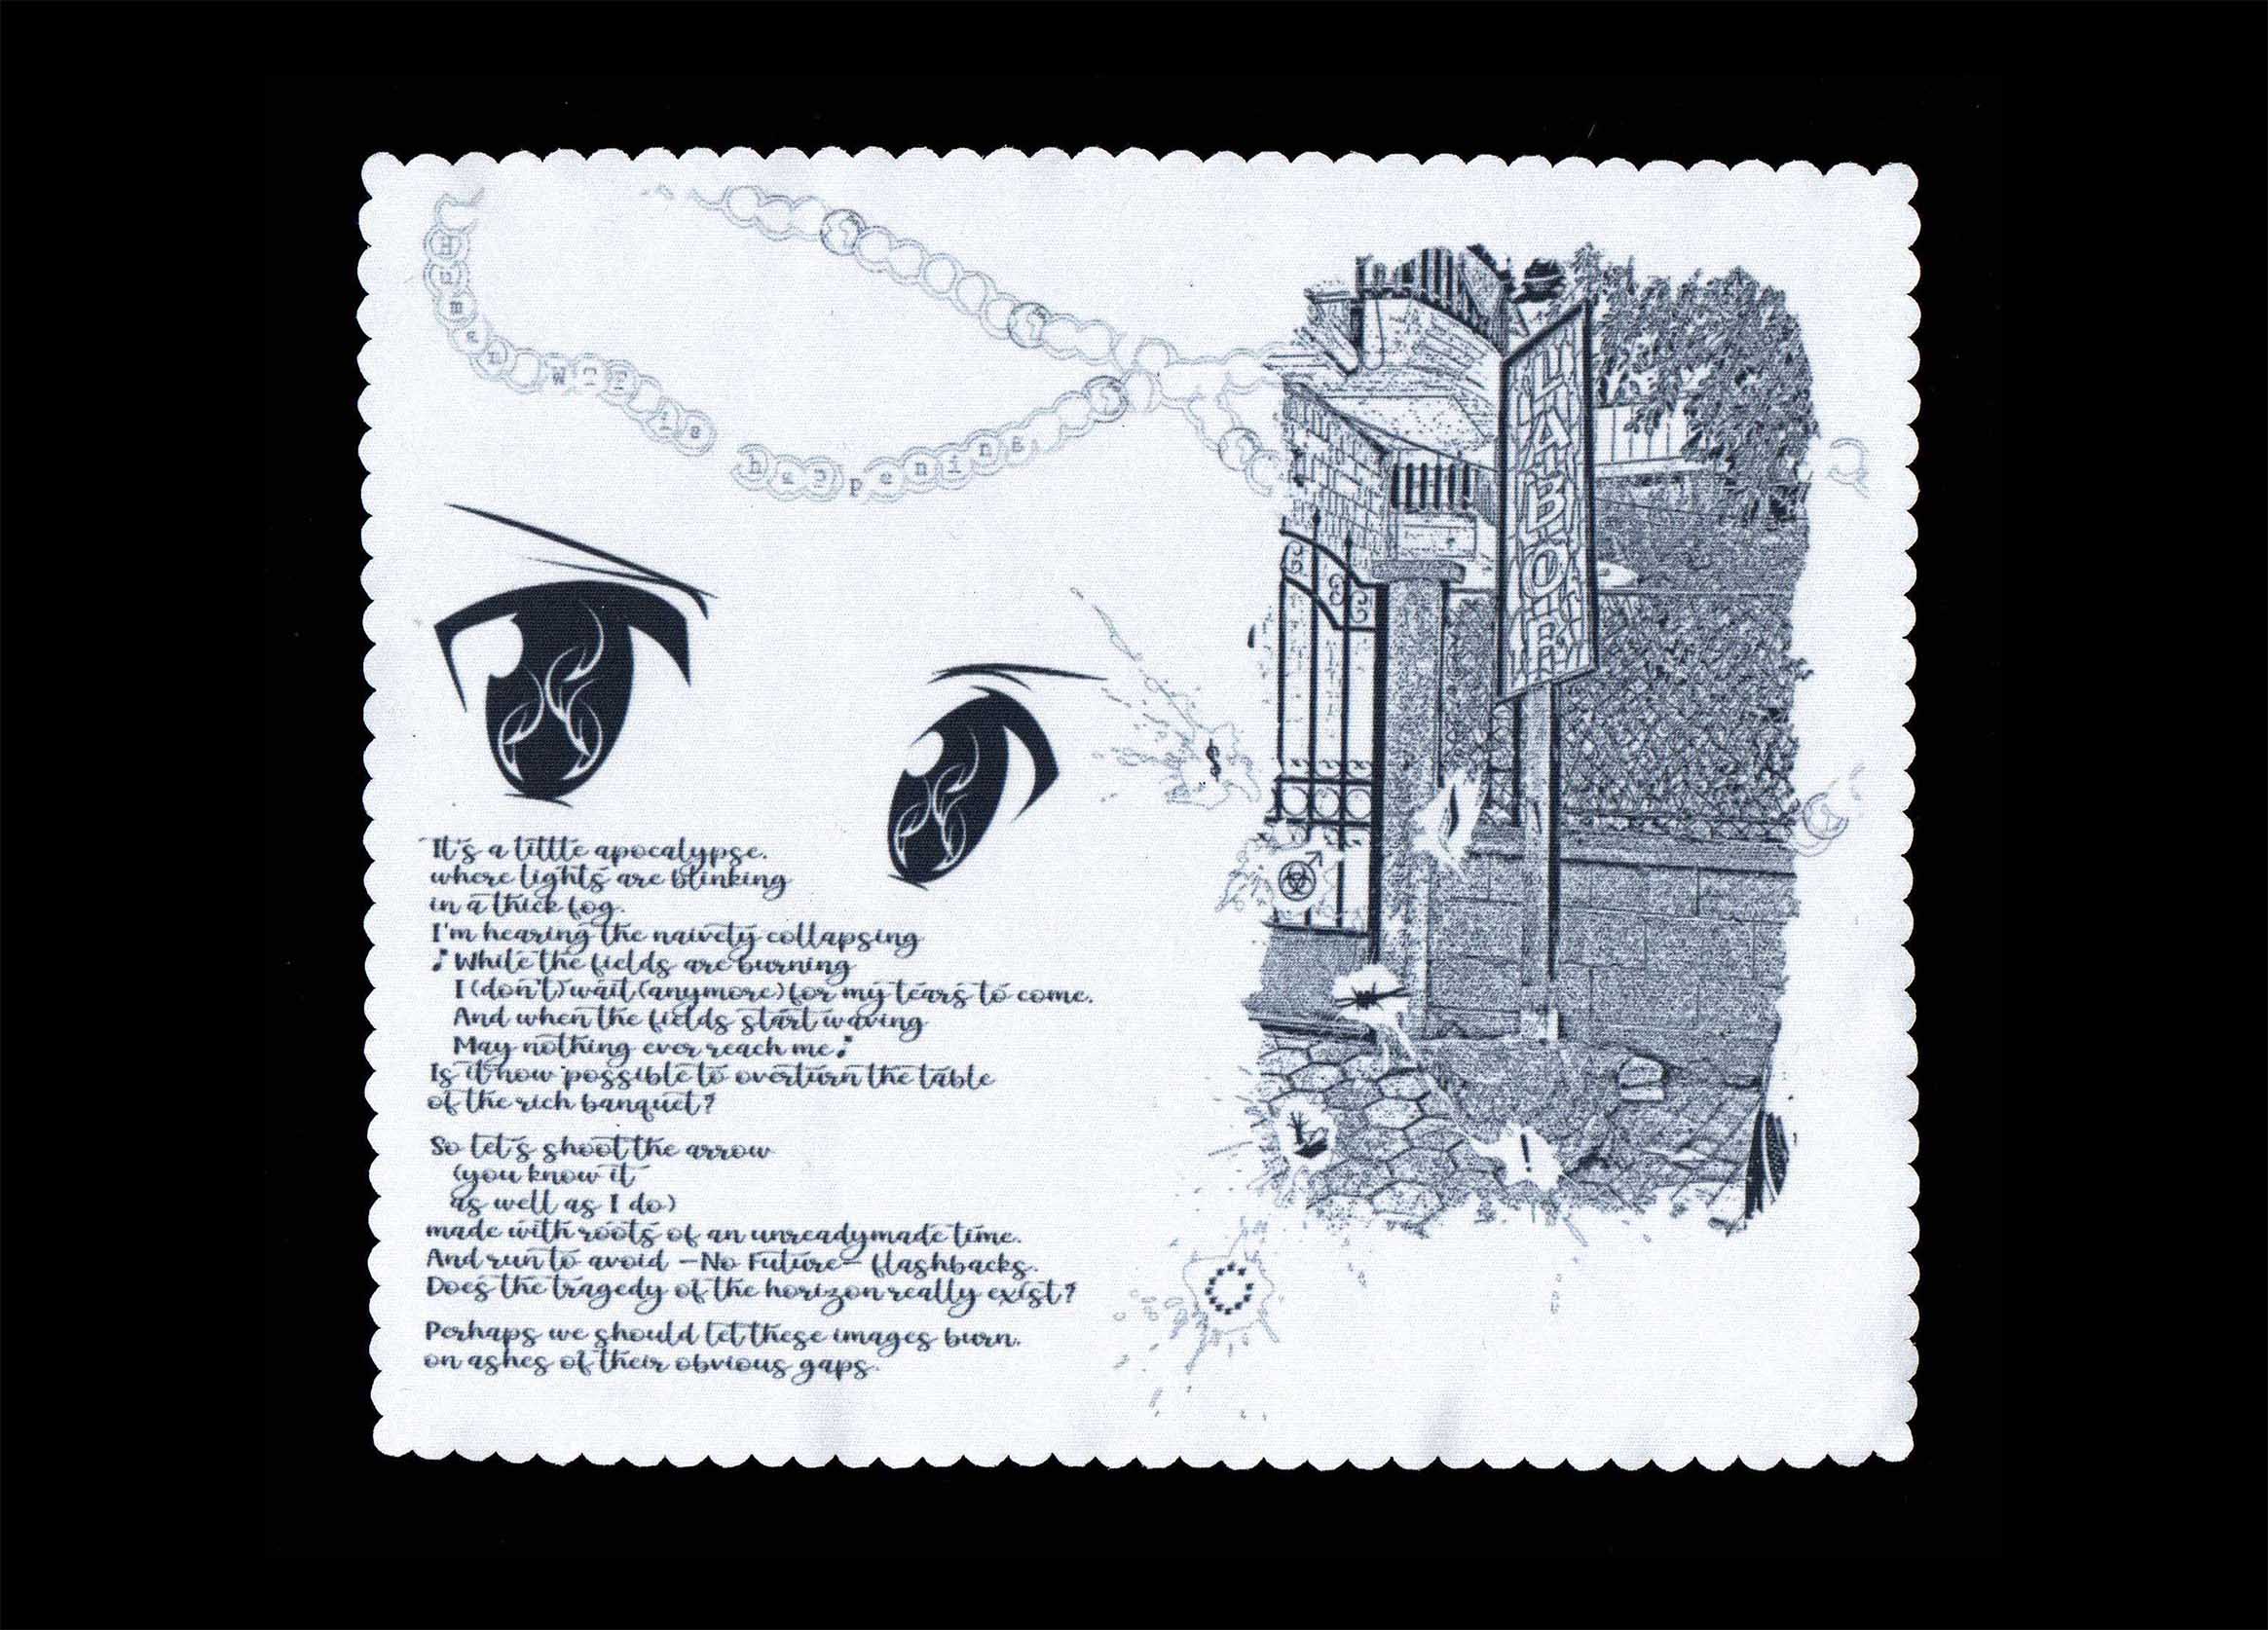 Human
happening,
LABOR
$
!
It's a little apocalypse.
where lights are blinking
in a thick fog.
I'm hearing the naivety collapsing
♪While the fields are burning
I (don't) wait (anymore) for my tears to come.
And when the fields start waving
May nothing ever reach me♪
Is it now possible to overturn the table
of the rich banquet?
So let's shoot the arrow
(you know it
as well as I do)
made with roots of an unreadymade time.
And run to avoid -No Future- flashbacks.
Does the tragedy of the horizon really exist?
Perhaps we should let these images burn.
on ashes of their obvious gaps.